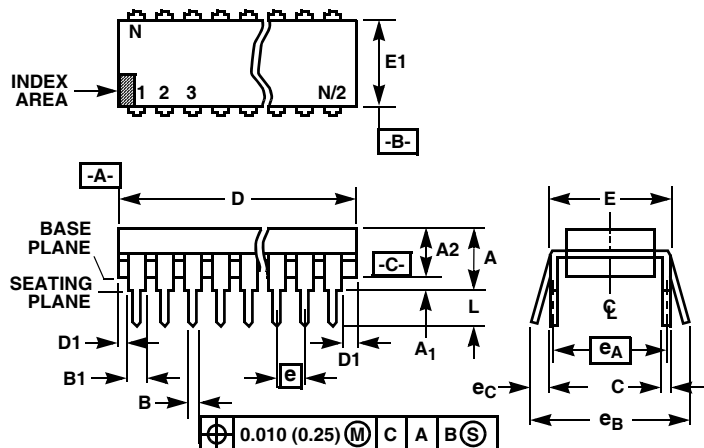 N
E1
INDEX
AREA
1 2 3 N/2
-B-
-A-
D
E
BASE
PLANE
A2
A
-C-
SEATING
PLANE
L
℄
D1
A1
D1
eA
B1
e
eC
C
B
eB
0.010 (0.25) Ⓜ C A B Ⓢ